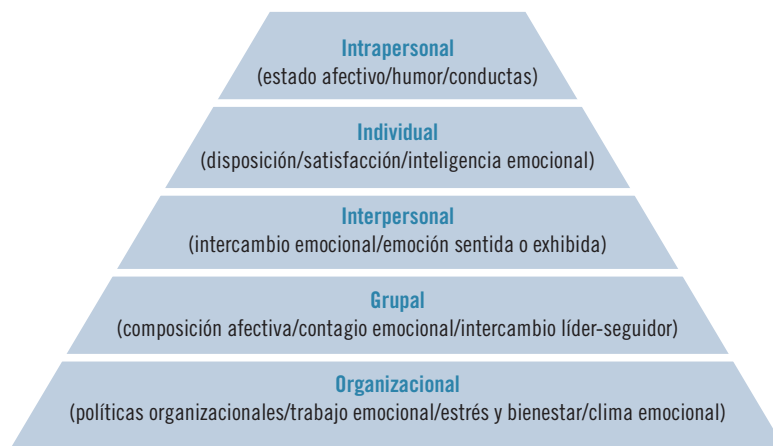 Intrapersonal
(estado afectivo/humor/conductas)
Individual
(disposición/satisfacción/inteligencia emocional)
Interpersonal
(intercambio emocional/emoción sentida o exhibida)
Grupal
(composición afectiva/contagio emocional/intercambio líder-seguidor)
Organizacional
(políticas organizacionales/trabajo emocional/estrés y bienestar/clima emocional)